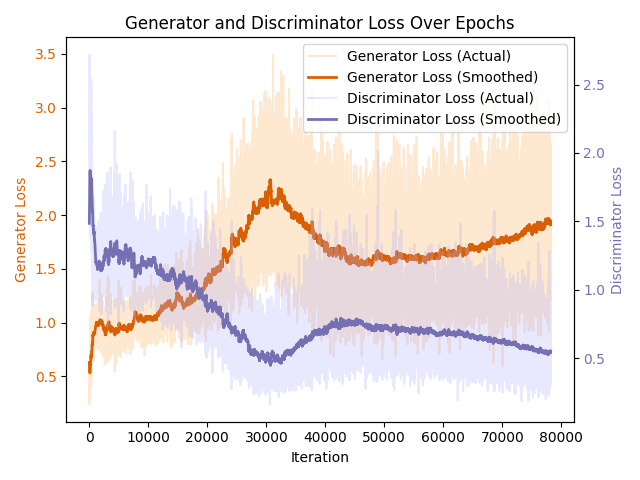 Generator and Discriminator Loss Over Epochs
Generator Loss (Actual)
Generator Loss (Smoothed)
Discriminator Loss (Actual)
Discriminator Loss (Smoothed)
3.5
3.0
2.5
2.0
1.5
1.0
0.5
Generator Loss
2.5
2.0
1.5
1.0
0.5
Discriminator Loss
0 10000 20000 30000 40000 50000 60000 70000 80000
Iteration